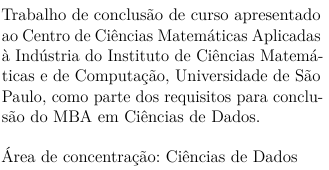 Trabalho de conclusão de curso apresentado
ao Centro de Ciências Matemáticas Aplicadas
à Indústria do Instituto de Ciências Matemá-
ticas e de Computação, Universidade de São
Paulo, como parte dos requisitos para conclu-
são do MBA em Ciências de Dados.

Área de concentração: Ciências de Dados